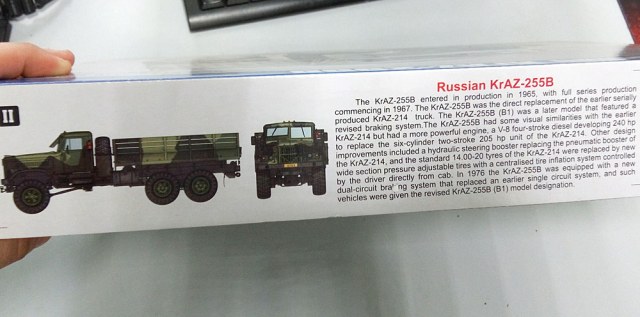 II
Russian KrAZ-255B
The KrAZ-255B entered in production in 1965, with full series production
commencing in 1967. The KrAZ-255B was the direct replacement of the earlier serially
produced KrAZ-214 truck. The KrAZ-255B (B1) was a later model that featured a
revised braking system.The KrAZ-255B had some visual similarities with the earlier
KrAZ-214 but had a more powerful engine, a V-8 four-stroke diesel developing 240 hp
to replace the six-cylinder two-stroke 205 hp unit of the KrAZ-214. Other design
improvements included a hydraulic steering booster replacing the pneumatic booster of
the KrAZ-214, and the standard 14.00-20 tyres of the KrAZ-214 were replaced by new
wide section pressure adjustable tires with a centralised tire inflation system controlled
by the driver directly from cab. In 1976 the KrAZ-255B was equipped with a new
dual-circuit braking system that replaced an earlier single circuit system, and such
vehicles were given the revised KrAZ-255B (B1) model designation.